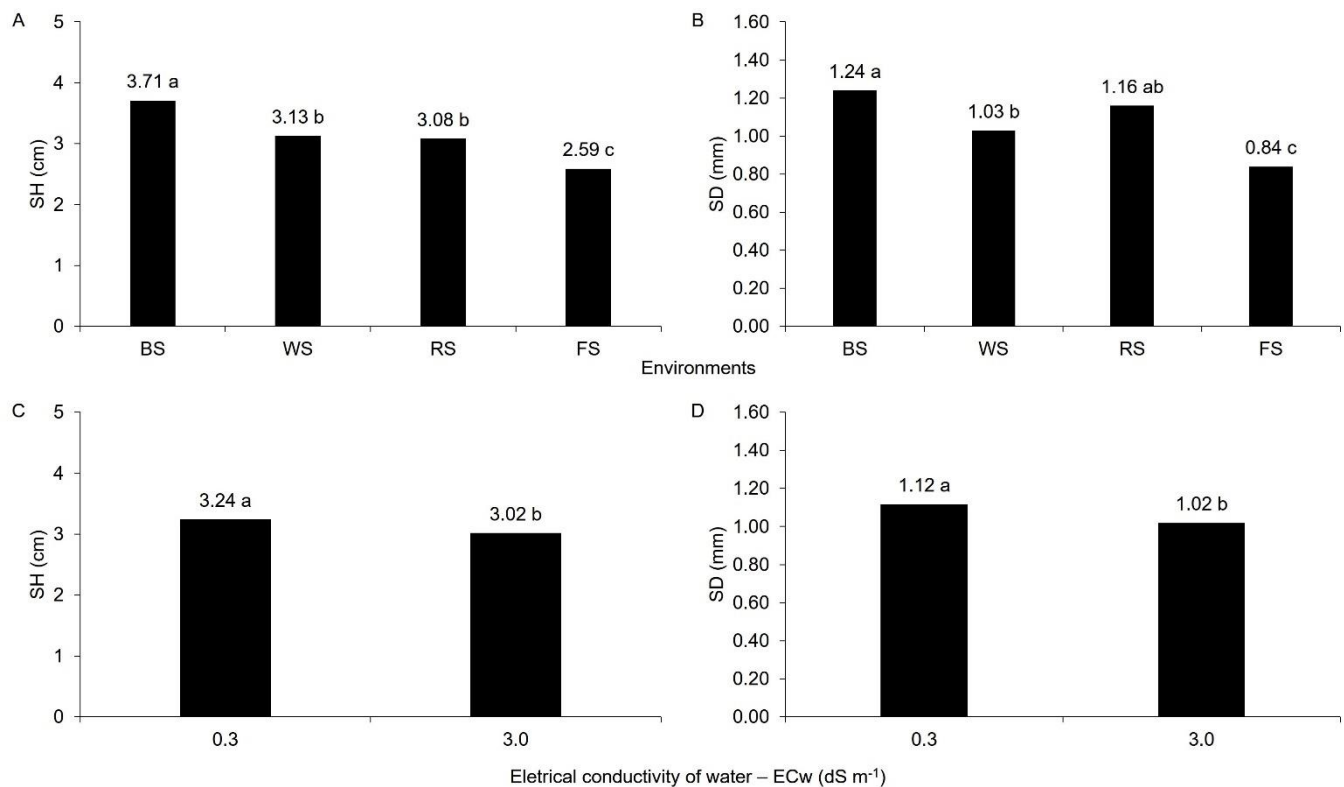 A
5
4
3
2
1
0
SH (cm)
3.71 a
3.13 b
3.08 b
2.59 c
BS
WS
RS
FS
B
1.60
1.40
1.20
1.00
0.80
0.60
0.40
0.20
0.00
SD (mm)
1.24 a
1.03 b
1.16 ab
0.84 c
BS
WS
RS
FS
Environments
C
5
4
3
2
1
0
SH (cm)
3.24 a
3.02 b
0.3
3.0
D
1.60
1.40
1.20
1.00
0.80
0.60
0.40
0.20
0.00
SD (mm)
1.12 a
1.02 b
0.3
3.0
Eletrical conductivity of water – ECw (dS m⁻¹)